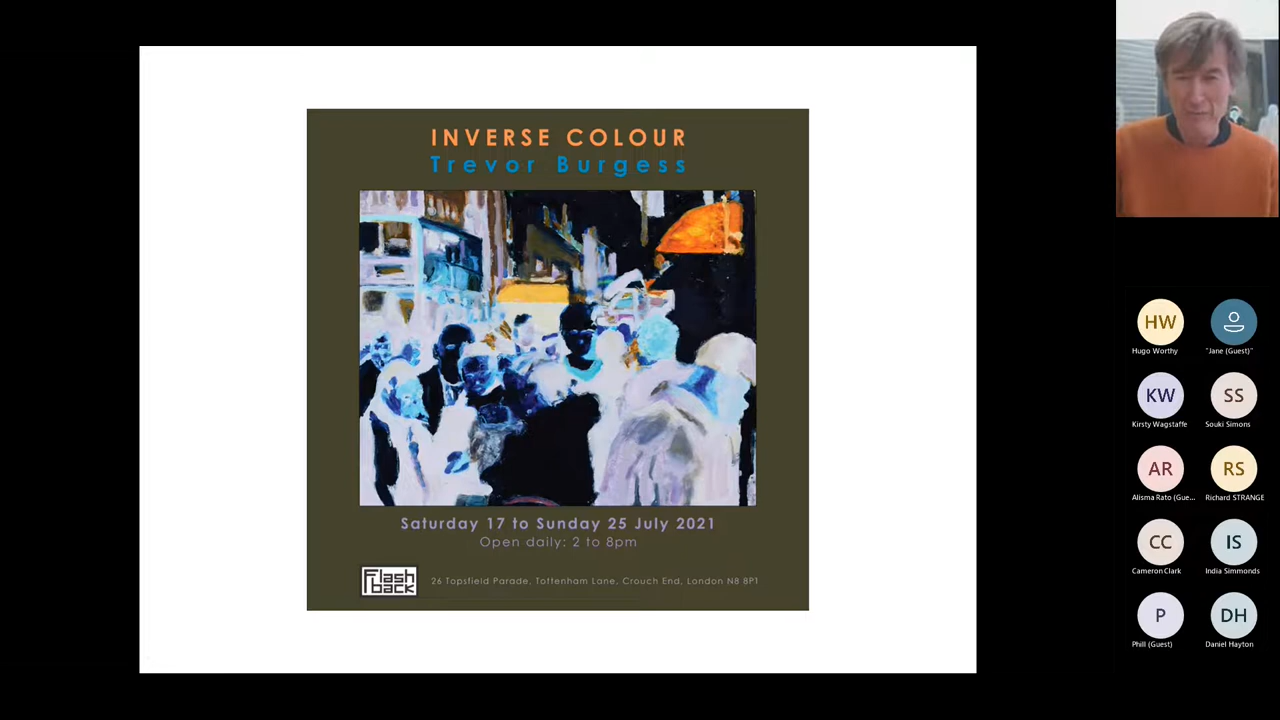 INVERSE COLOUR
Trevor Burgess
Saturday 17 to Sunday 25 July 2021
Open daily: 2 to 8pm
Flash
back
26 Topsfield Parade, Tottenham Lane, Crouch End, London N8 8PT
HW
Hugo Worthy
"Jane (Guest)"
KW
Kirsty Wagstaffe
SS
Souki Simons
AR
Alisma Rato (Gue...
RS
Richard STRANGE
CC
Cameron Clark
IS
India Simmonds
P
Phill (Guest)
DH
Daniel Hayton